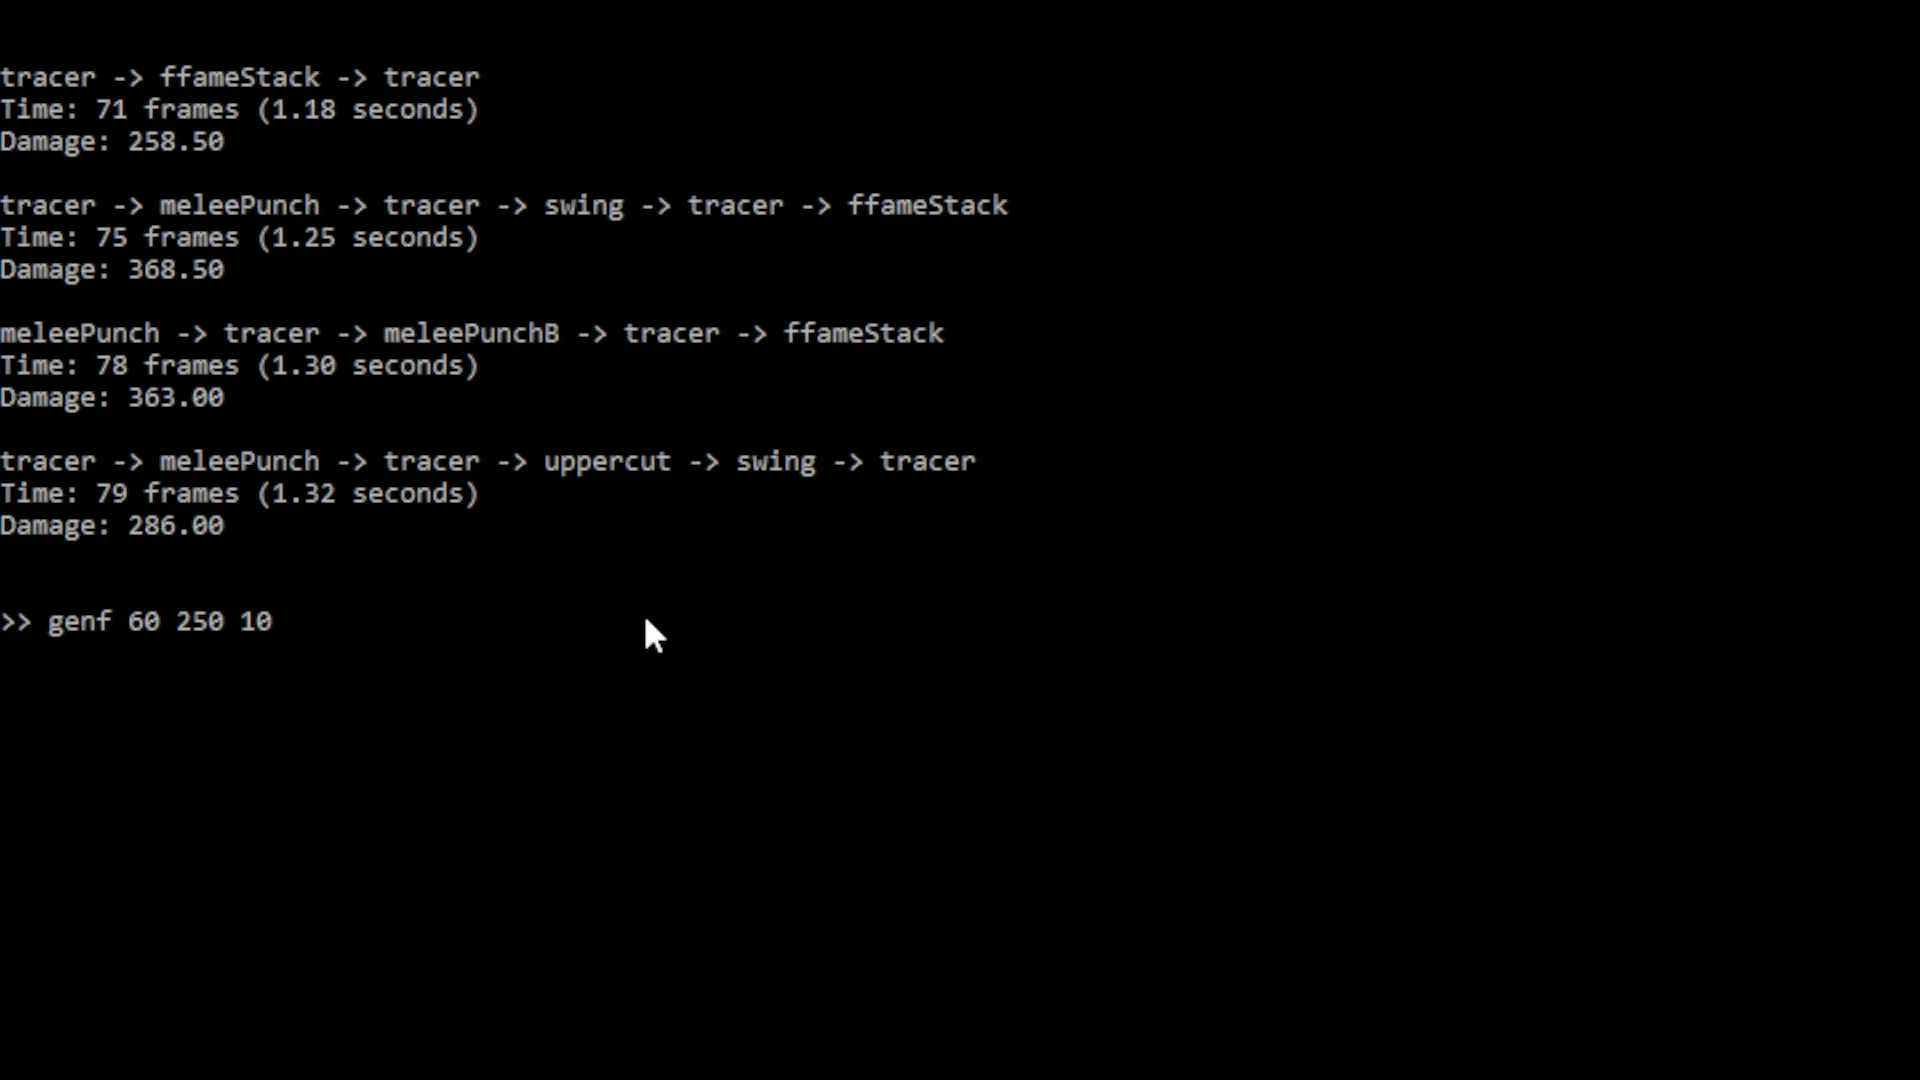 tracer -> ffameStack -> tracer
Time: 71 frames (1.18 seconds)
Damage: 258.50
tracer -> meleePunch -> tracer -> swing -> tracer -> ffameStack
Time: 75 frames (1.25 seconds)
Damage: 368.50
meleePunch -> tracer -> meleePunchB -> tracer -> ffameStack
Time: 78 frames (1.30 seconds)
Damage: 363.00
tracer -> meleePunch -> tracer -> uppercut -> swing -> tracer
Time: 79 frames (1.32 seconds)
Damage: 286.00
>> genf 60 250 10